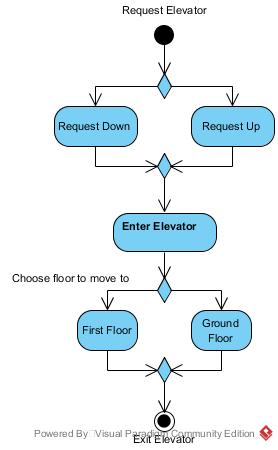 Request Elevator
Request Down
Request Up
Enter Elevator
Choose floor to move to
First Floor
Ground
Floor
Powered By Visual Paradigm Community Edition
Exit Elevator